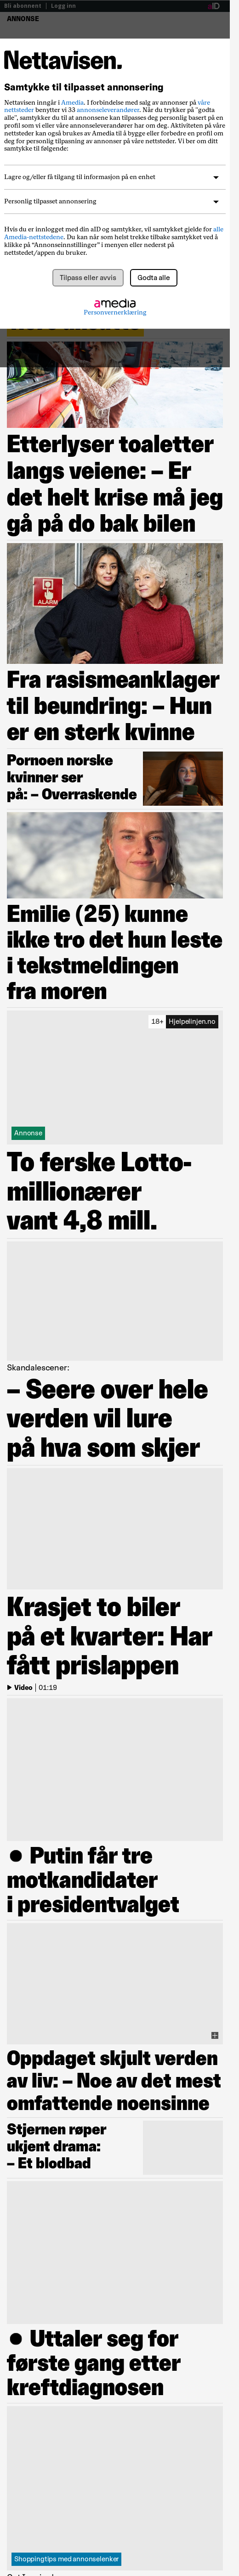 Bli abonnent | Logg inn
ANNONSE
Nettavisen.
Samtykke til tilpasset annonsering
Nettavisen inngår i Amedia. I forbindelse med salg av annonser på våre
nettsteder benytter vi 33 annonseleverandører. Når du trykker på "godta
alle", samtykker du til at annonsene kan tilpasses deg personlig basert på en
profil som vi eller våre annonseleverandører har om deg. Aktiviteten på våre
nettsteder kan også brukes av Amedia til å bygge eller forbedre en profil om
deg for personlig tilpasning av annonser på våre nettsteder. Vi ber om ditt
samtykke til følgende:
Lagre og/eller få tilgang til informasjon på en enhet
Personlig tilpasset annonsering
Hvis du er innlogget med din aID og samtykker, vil samtykket gjelde for alle
Amedia-nettstedene. Du kan når som helst trekke tilbake samtykket ved å
klikke på “Annonseinnstillinger” i menyen eller nederst på
nettstedet/appen du bruker.
Tilpass eller avvis
Godta alle
amedia
Personvernerklæring
Etterlyser toaletter
langs veiene: – Er
det helt krise må jeg
gå på do bak bilen
ALARM
Fra rasismeanklager
til beundring: – Hun
er en sterk kvinne
Pornoen norske
kvinner ser
på: – Overraskende
Emilie (25) kunne
ikke tro det hun leste
i tekstmeldingen
fra moren
18+ Hjelpelinjen.no
Annonse
To ferske Lotto-
millionærer
vant 4,8 mill.
Skandalescener:
– Seere over hele
verden vil lure
på hva som skjer
Krasjet to biler
på et kvarter: Har
fått prislappen
Video | 01:19
● Putin får tre
motkandidater
i presidentvalget
Oppdaget skjult verden
av liv: – Noe av det mest
omfattende noensinne
Stjernen røper
ukjent drama:
– Et blodbad
● Uttaler seg for
første gang etter
kreftdiagnosen
Shoppingtips med annonselenker